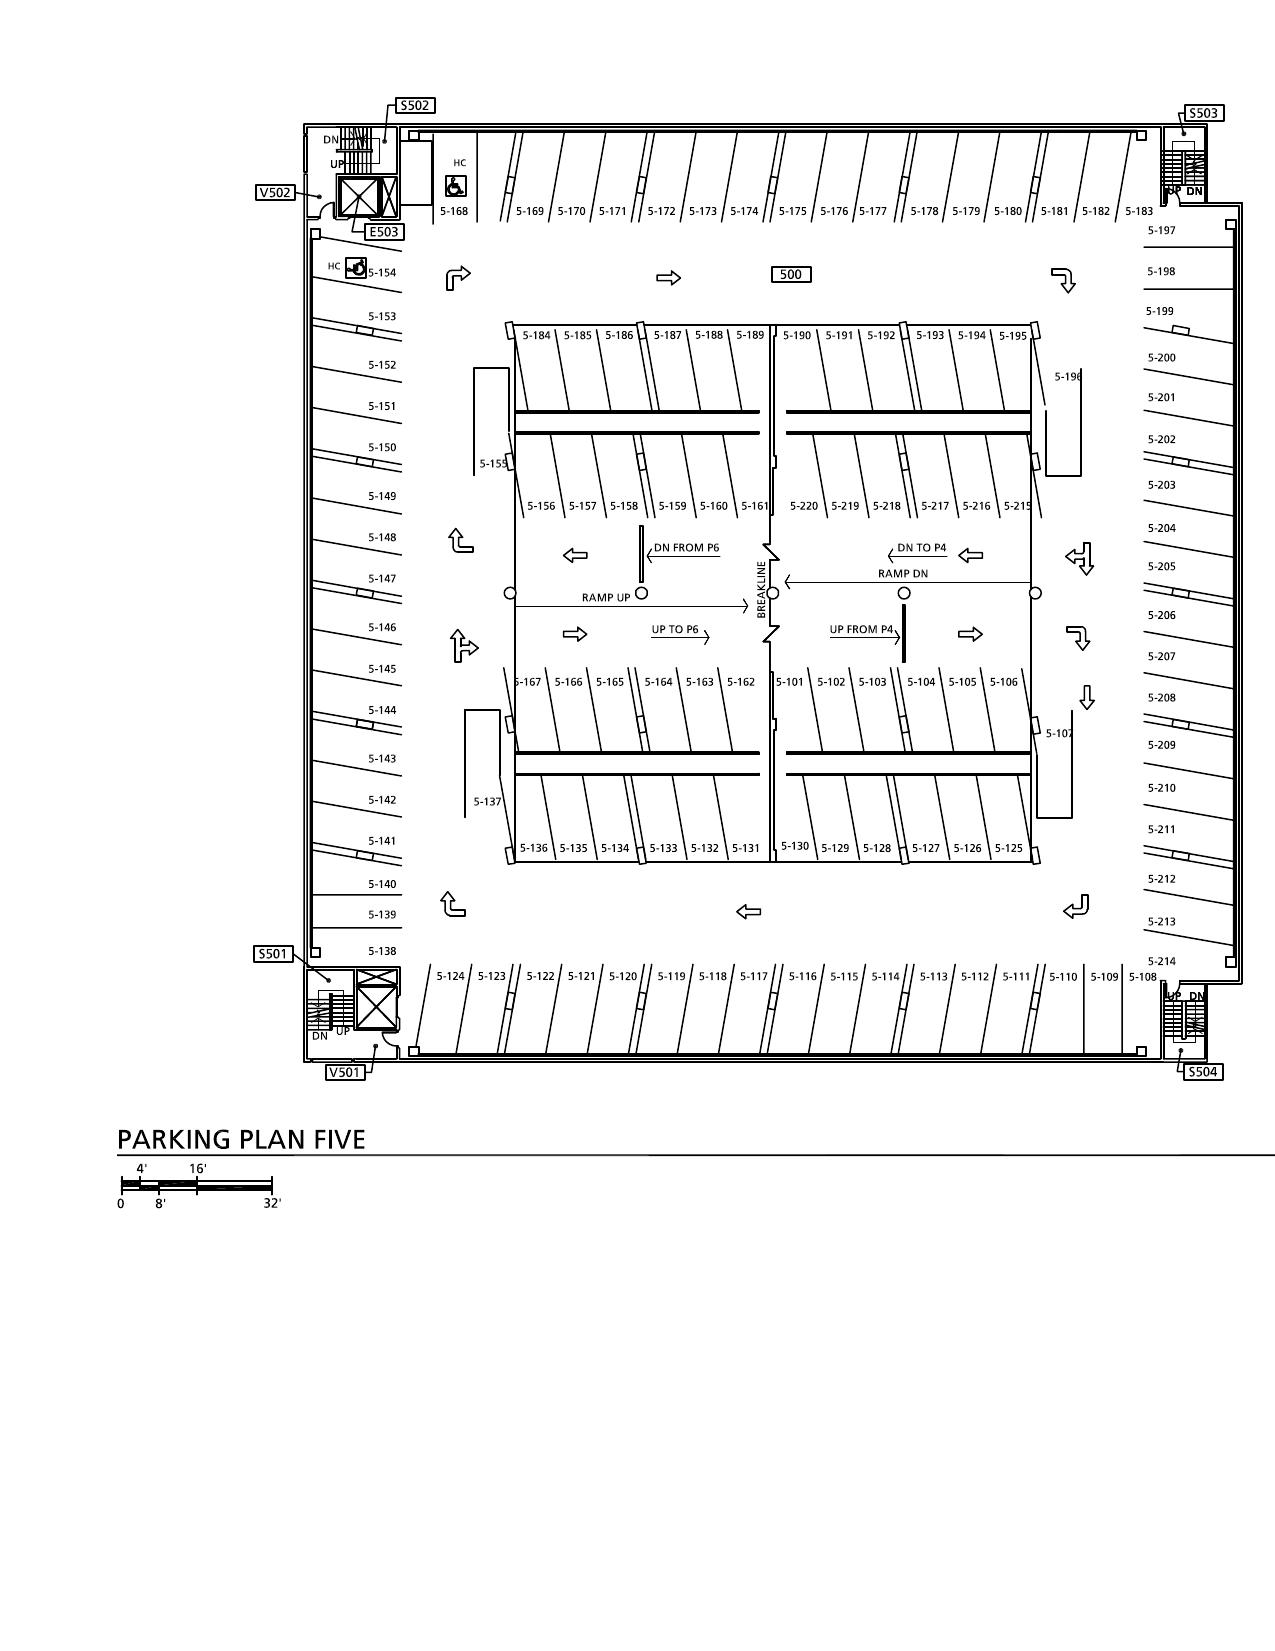 S502
S503
DN
UP
HC
V502
UP DN
5-168 5-169 5-170 5-171 5-172 5-173 5-174 5-175 5-176 5-177 5-178 5-179 5-180 5-181 5-182 5-183
E503
5-197
HC
5-154
500
5-198
5-153
5-199
5-184 5-185 5-186 5-187 5-188 5-189 5-190 5-191 5-192 5-193 5-194 5-195
5-152
5-196
5-200
5-151
5-201
5-150
5-202
5-155
5-149
5-203
5-156 5-157 5-158 5-159 5-160 5-161 5-220 5-219 5-218 5-217 5-216 5-215
5-148
5-204
DN FROM P6
DN TO P4
5-147
BREAKLINE
RAMP DN
5-205
RAMP UP
5-146
UP TO P6
UP FROM P4
5-206
5-145
5-207
5-167 5-166 5-165 5-164 5-163 5-162 5-101 5-102 5-103 5-104 5-105 5-106
5-144
5-208
5-107
5-143
5-209
5-142
5-137
5-210
5-141
5-211
5-136 5-135 5-134 5-133 5-132 5-131 5-130 5-129 5-128 5-127 5-126 5-125
5-140
5-212
5-139
5-213
S501
5-138
5-214
5-124 5-123 5-122 5-121 5-120 5-119 5-118 5-117 5-116 5-115 5-114 5-113 5-112 5-111 5-110 5-109 5-108
UP DN
DN UP
V501
S504
PARKING PLAN FIVE
4' 16'
0 8' 32'